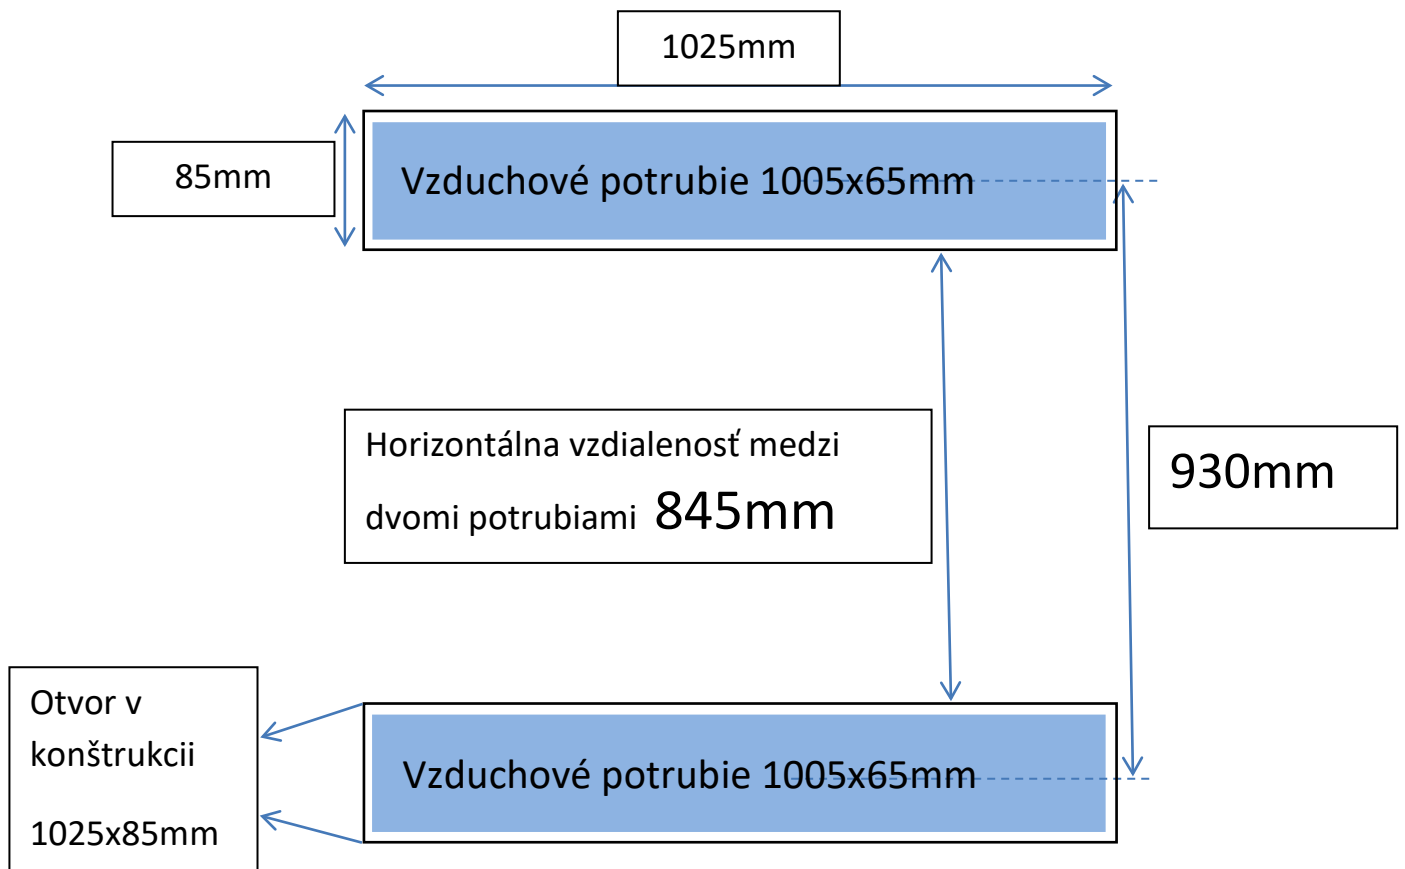 1025mm
85mm
Vzduchové potrubie 1005x65mm
Horizontálna vzdialenosť medzi
dvomi potrubiami 845mm
930mm
Otvor v
konštrukcii
1025x85mm
Vzduchové potrubie 1005x65mm